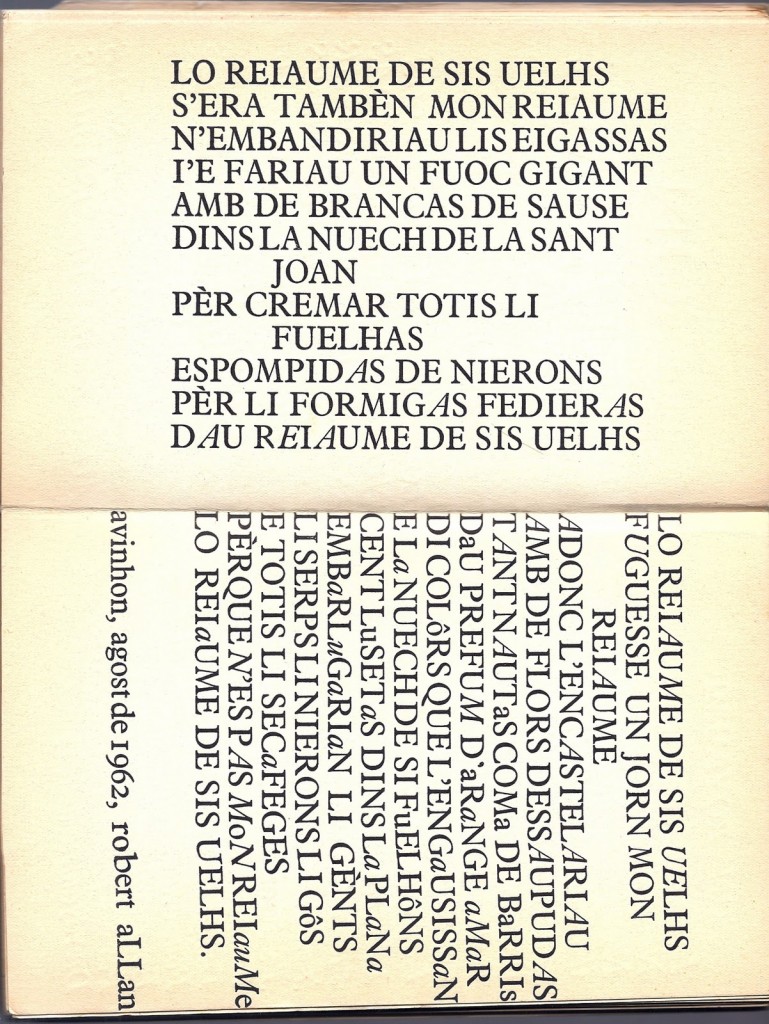 LO REIAUME DE SIS UELHS
S'ERA TAMBÈN MON REIAUME
N'EMBANDIRIAU LIS EIGASSAS
I'E FARIAU UN FUOC GIGANT
AMB DE BRANCAS DE SAUSE
DINS LA NUECH DE LA SANT
JOAN
PÈR CREMAR TOTIS LI
FUELHAS
ESPOMPIDAS DE NIERONS
PÈR LI FORMIGAS FEDIERAS
DAU REIAUME DE SIS UELHS
LO REIAUME DE SIS UELHS
FUGUESSE UN JORN MON
REIAUME
ADONC L'ENCASTELARIAU
AMB DE FLORS DESSAUPUDAS
TANT NAUTaS COMa DE BaRRIS
DaU PREFUM D'aRaNGE aMaR
DI COLôRS QUE L'ENGaUSISSaN
E La NUECH DE SI FuELHôNS
CENT LuSETaS DINS La PLaNa
EMBaRLuGaRIaN LI GÈNTS
LI SERPS LI NIERONS LI GôS
E TOTIS LI SECaFEGES
PÈRQUE N'ES PAS MoN REIauMe
LO REIaUME DE SIS UELHS.
avinhon, agost de 1962, robert aLLan